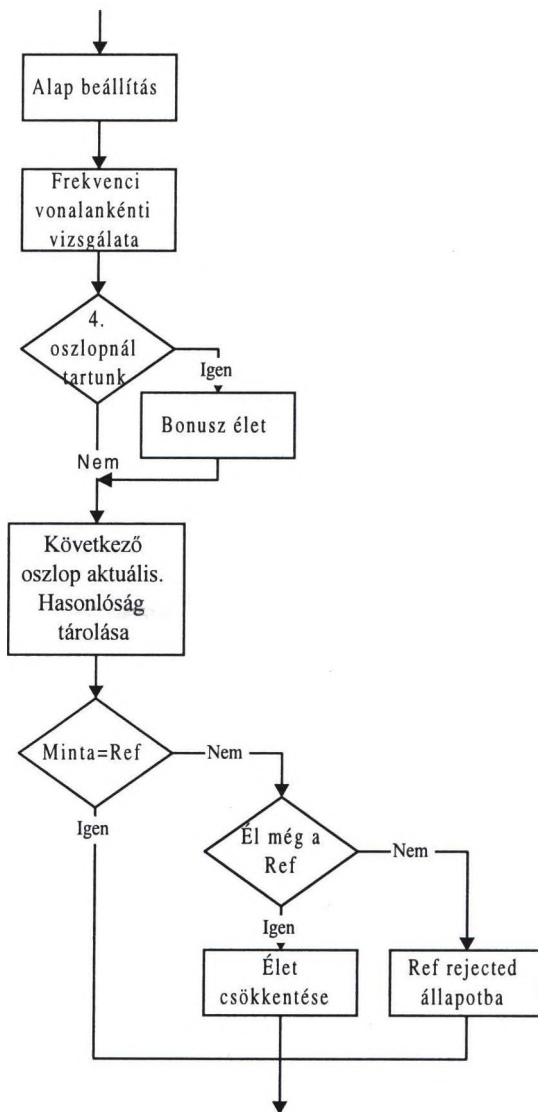 Alap beállítás
Frekvenci
vonalankénti
vizsgálata
4.
oszlopnál
tartunk
Igen
Bonusz élet
Nem
Következő
oszlop aktuális.
Hasonlóság
tárolása
Minta=Ref
Nem
Igen
Él még a
Ref
Nem
Igen
Élet
csökkentése
Ref rejected
állapotba